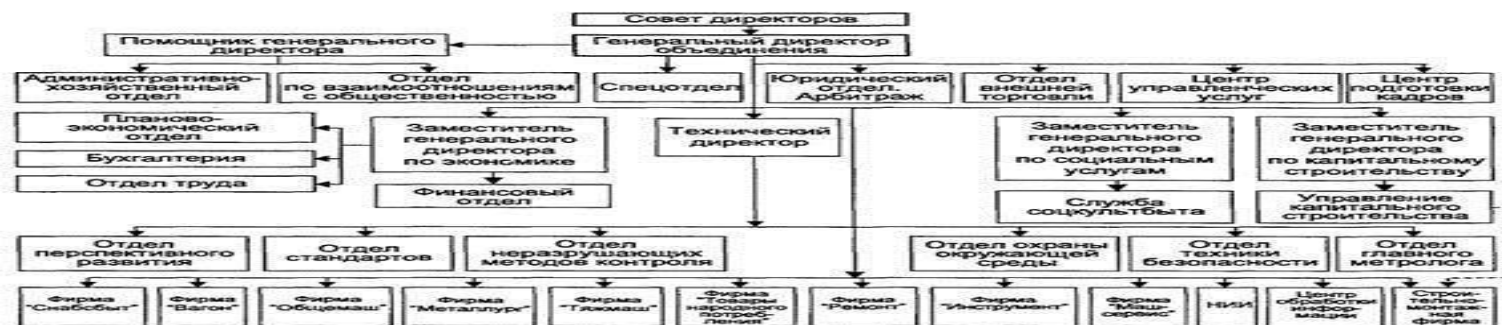 Совет директоров
Помощник генерального
директора
Генеральный директор
объединения
Административно-
хозяйственный
отдел
Отдел
по взаимоотношениям
с общественностью
Спецотдел
Юридический
отдел.
Арбитраж
Отдел
внешней
торговли
Центр
управленческих
услуг
Центр
подготовки
кадров
Планово-
экономический
отдел
Бухгалтерия
Отдел труда
Заместитель
генерального
директора
по экономике
Финансовый
отдел
Технический
директор
Заместитель
генерального
директора
по социальным
услугам
Служба
соцкультбыта
Заместитель
генерального
директора
по капитальному
строительству
Управление
капитального
строительства
Отдел
перспективного
развития
Отдел
стандартов
Отдел
неразрушающих
методов контроля
Отдел охраны
окружающей
среды
Отдел
техники
безопасности
Отдел
главного
метролога
Фирма
"Снабсбыт"
Фирма
"Вагон"
Фирма
"Общемаш"
Фирма
"Металлург"
Фирма
"Тяжмаш"
Фирма
"Товары
народного
потреб-
ления"
Фирма
"Ремонт"
Фирма
"Инструмент"
Фирма
"Маш-
сервис"
НИИ
Центр
обработки
инфор-
мации
Строи-
тельно-
монтаж-
ная
фирма